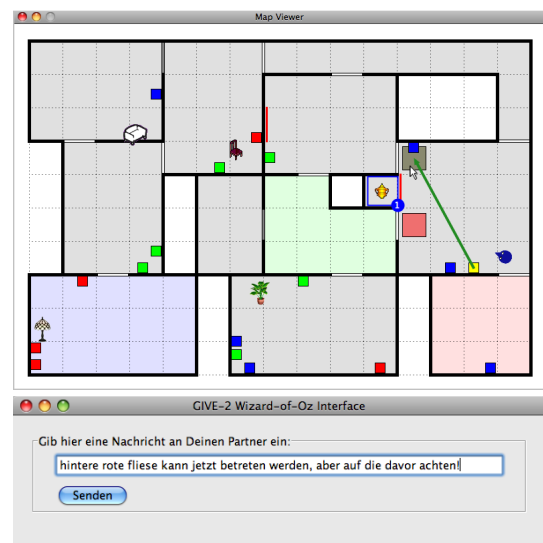 Map Viewer
1
GIVE-2 Wizard-of-Oz Interface
Gib hier eine Nachricht an Deinen Partner ein:
hintere rote fliese kann jetzt betreten werden, aber auf die davor achten!
Senden